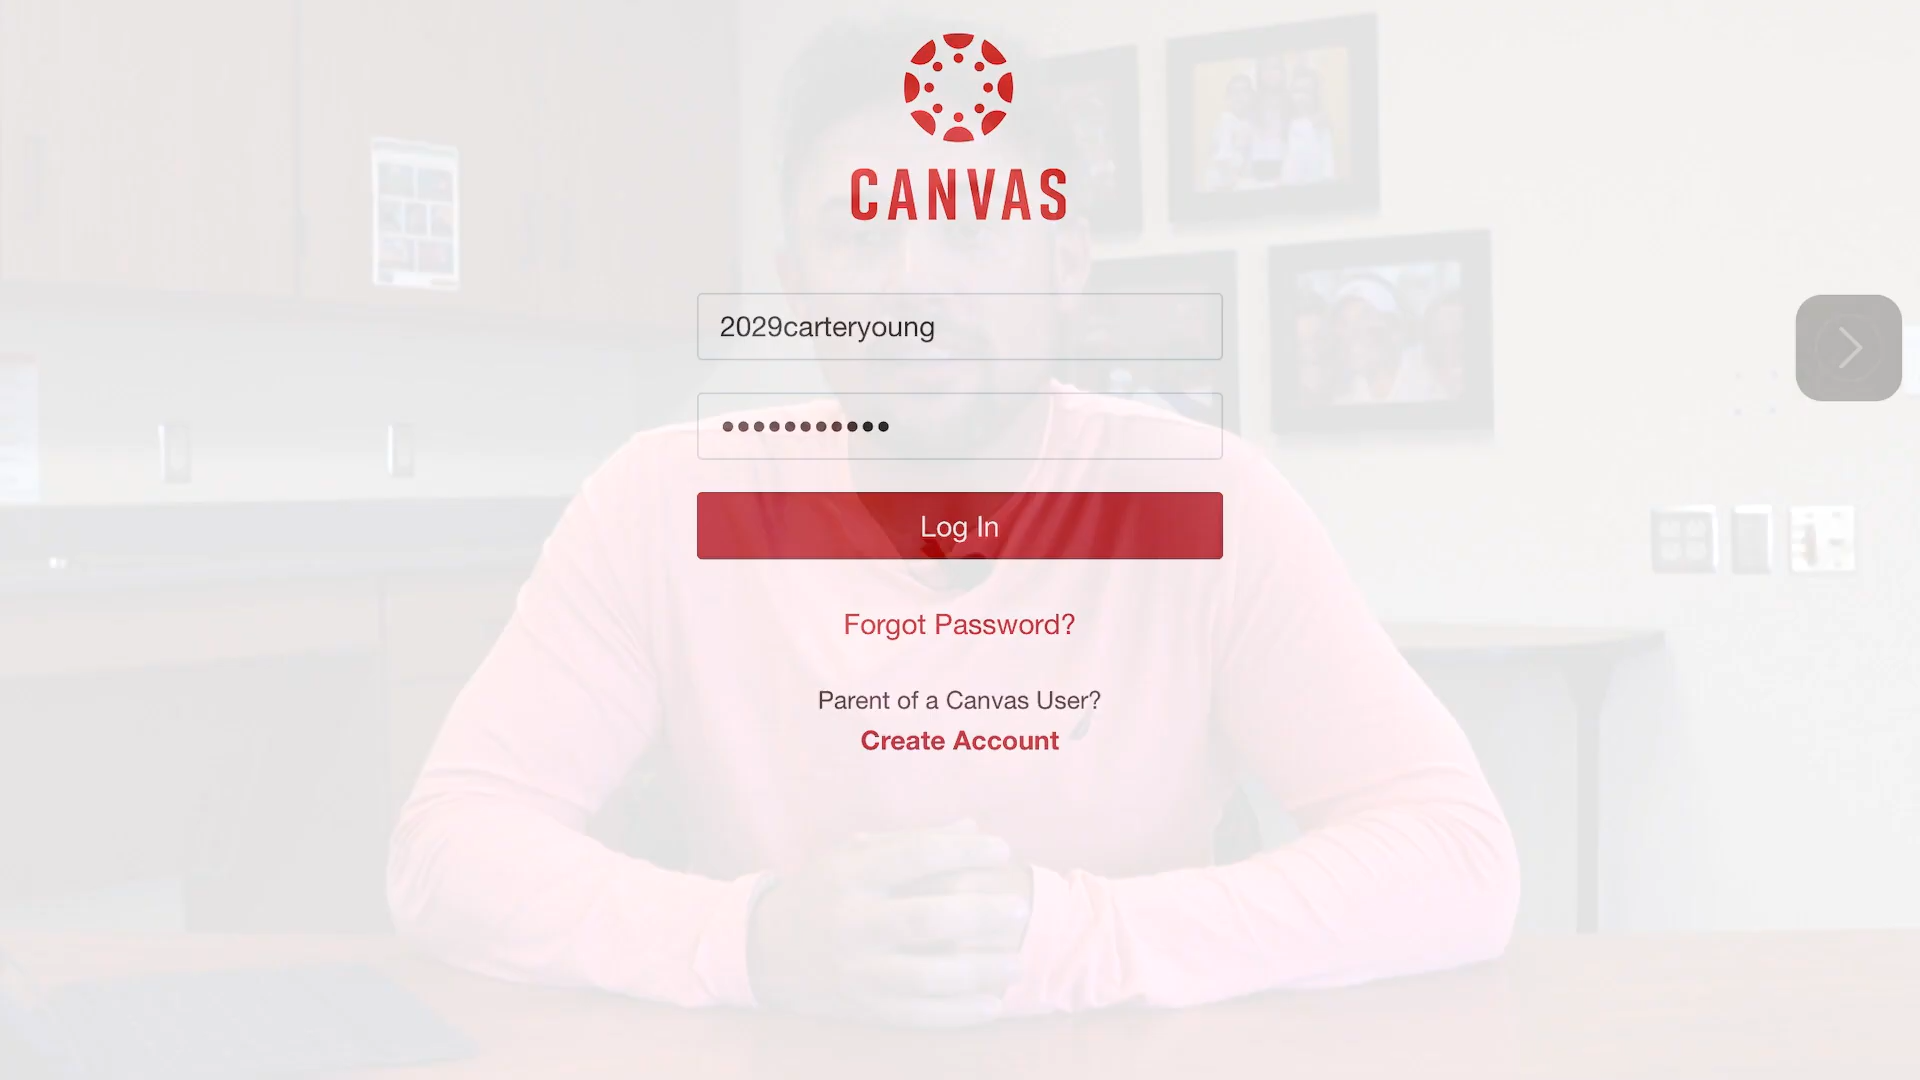 CANVAS
2029carteryoung
Log In
Forgot Password?
Parent of a Canvas User?
Create Account